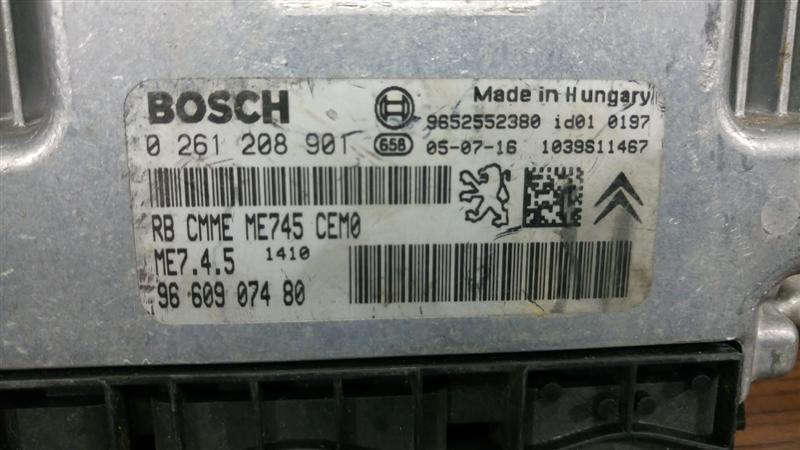 BOSCH Made in Hungary
9652552380 id01 0197
0 261 208 901 658 05-07-16 1039S11467
RB CMME ME745 CEM0
ME7.4.5 1410
96 609 074 80